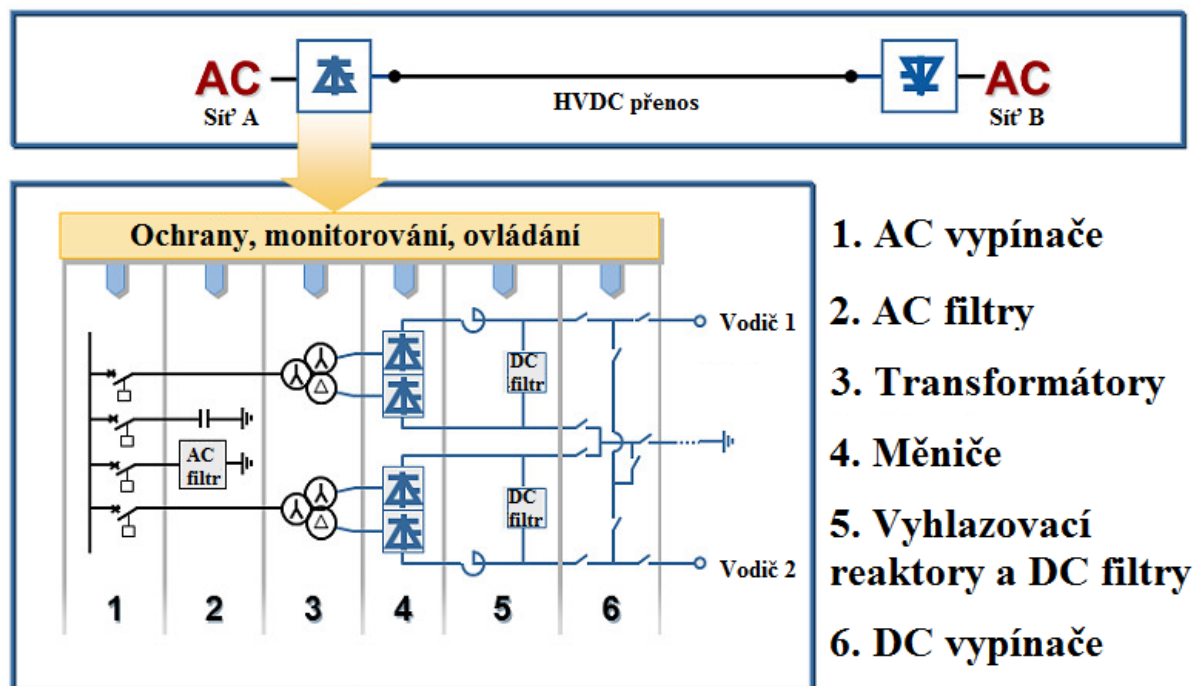 AC
Síť A
HVDC přenos
AC
Síť B
Ochrany, monitorování, ovládání
Vodič 1
DC
filtr
AC
filtr
DC
filtr
Vodič 2
1 2 3 4 5 6
1. AC vypínače
2. AC filtry
3. Transformátory
4. Měniče
5. Vyhlazovací
reaktory a DC filtry
6. DC vypínače